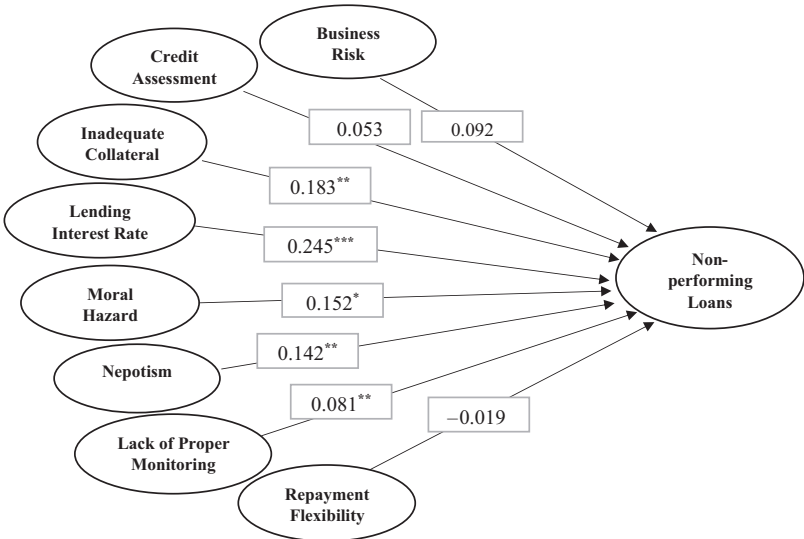 Business
Risk
Credit
Assessment
0.053
0.092
Inadequate
Collateral
0.183**
Lending
Interest Rate
0.245***
Non-
performing
Loans
Moral
Hazard
0.152*
Nepotism
0.142**
0.081**
−0.019
Lack of Proper
Monitoring
Repayment
Flexibility